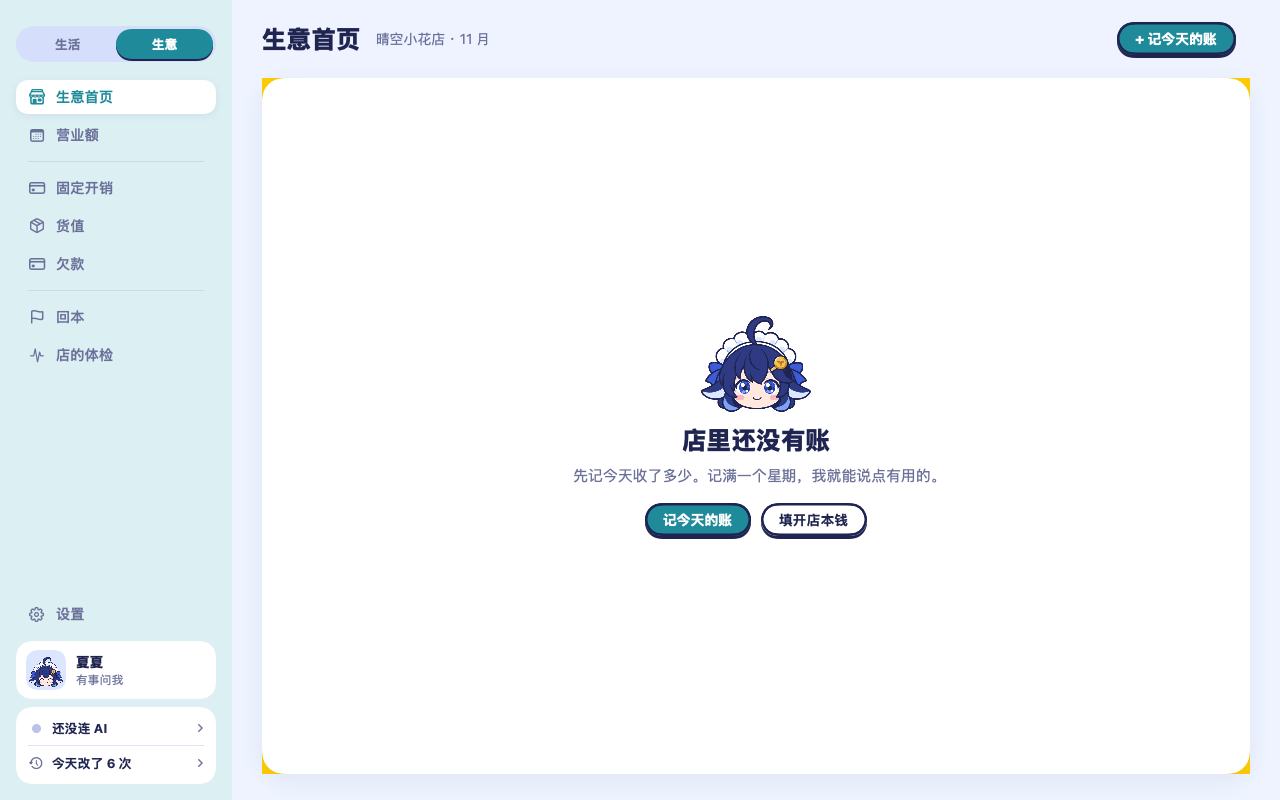 生活
生意
生意首页
营业额
固定开销
货值
欠款
回本
店的体检
设置
夏夏
有事问我
还没连 AI
今天改了 6 次
生意首页
晴空小花店 · 11 月
+ 记今天的账
店里还没有账
先记今天收了多少。记满一个星期，我就能说点有用的。
记今天的账
填开店本钱